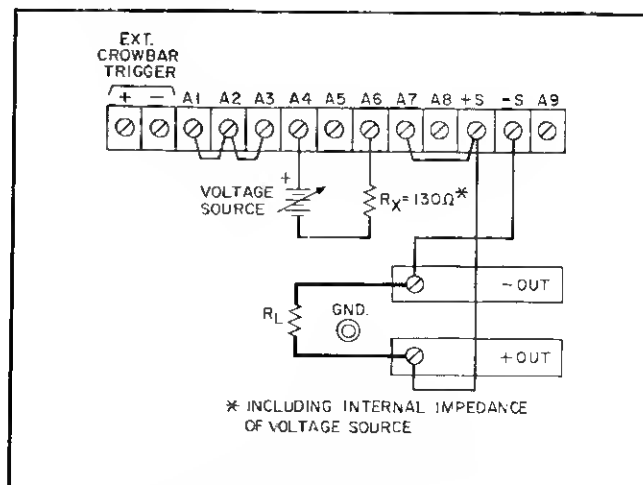 EXT.
CROWBAR
TRIGGER
+ − A1 A2 A3 A4 A5 A6 A7 A8 +S -S A9
+
VOLTAGE
SOURCE
RX=130Ω*
-OUT
RL
GND.
+OUT
* INCLUDING INTERNAL IMPEDANCE
OF VOLTAGE SOURCE